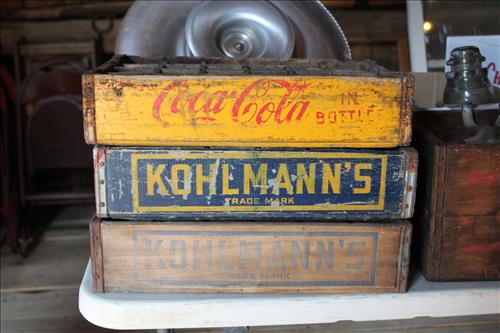 Coca-Cola IN
BOTTLES
KOHLMANN'S
TRADE MARK
KOHLMANN'S
TRADE MARK